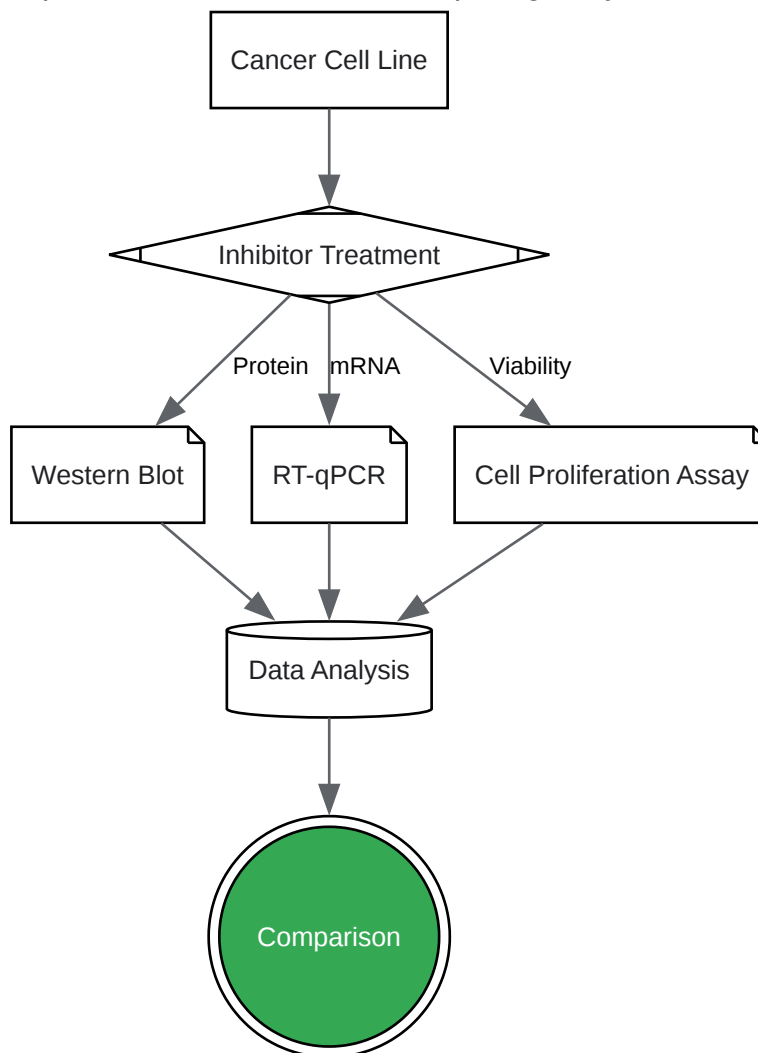 Cancer Cell Line
Inhibitor Treatment
Protein
mRNA
Viability
Western Blot
RT-qPCR
Cell Proliferation Assay
Data Analysis
Comparison